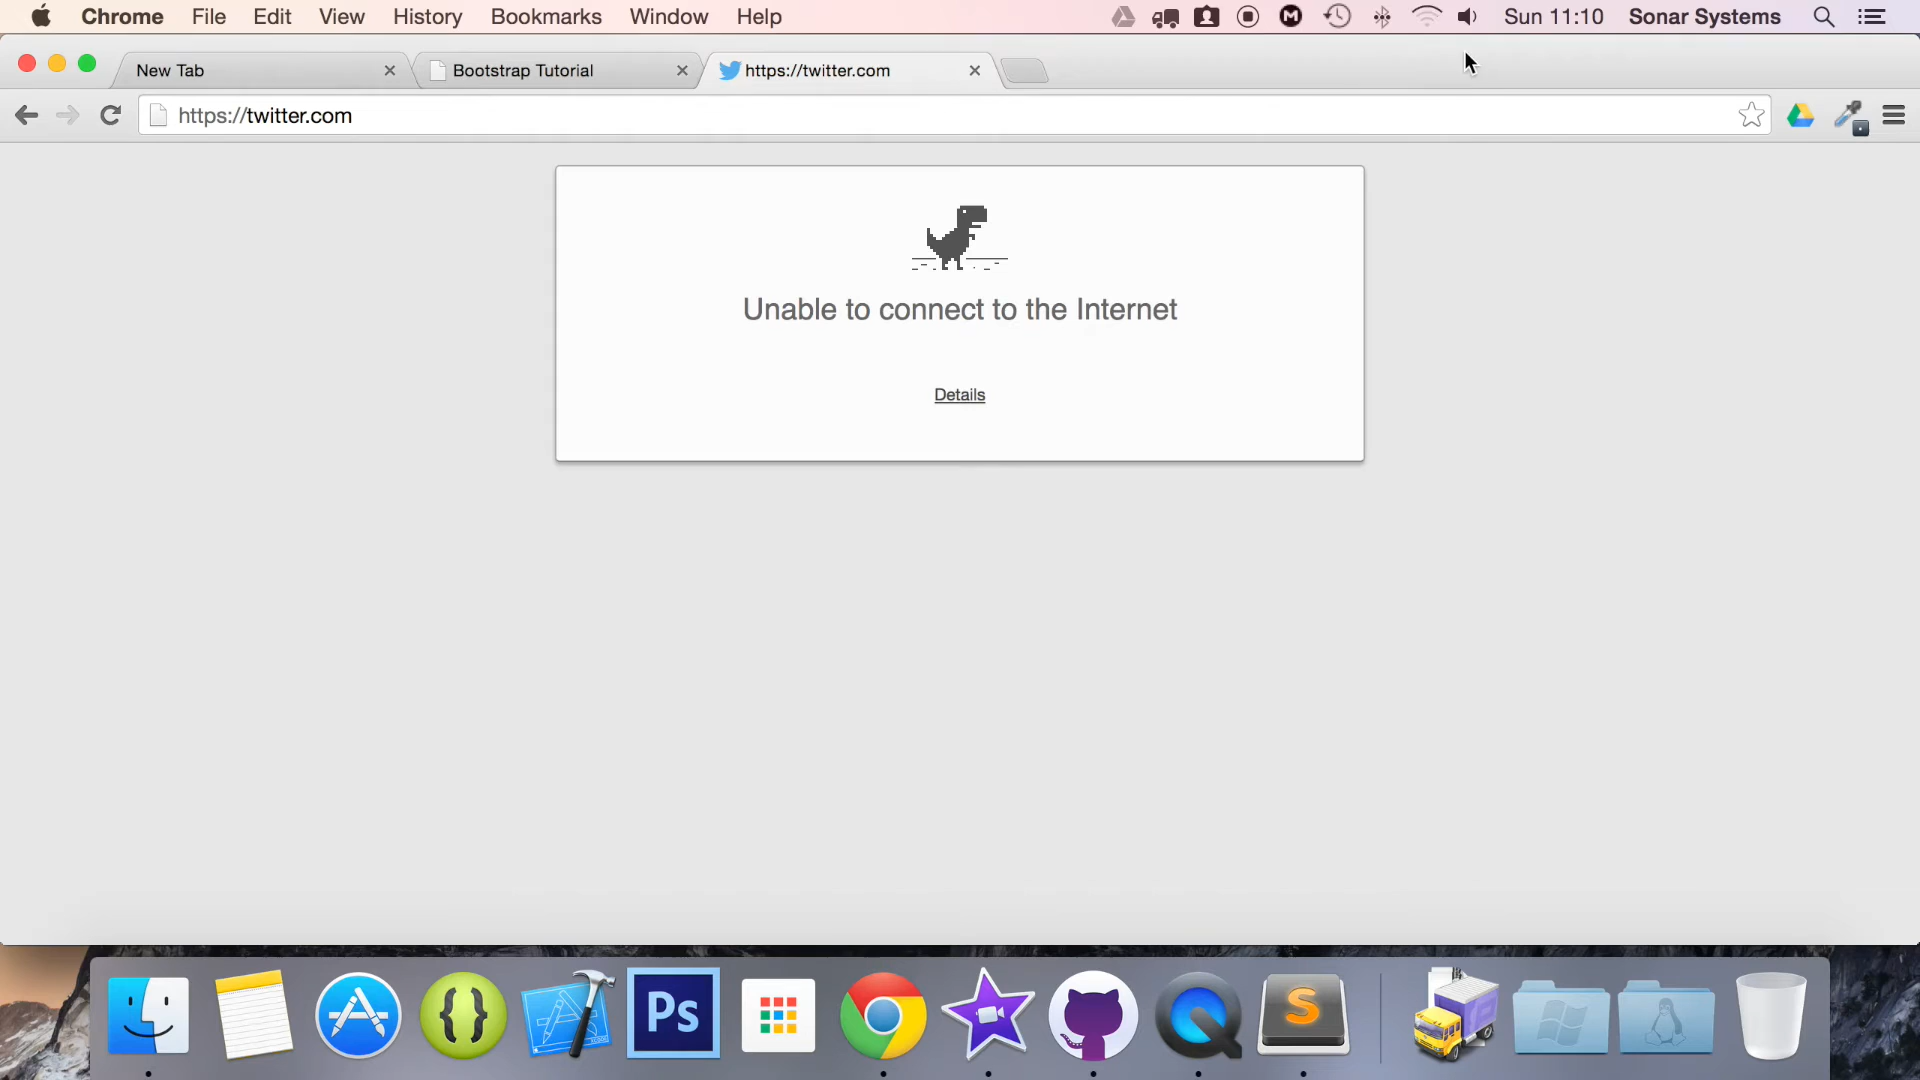 Chrome File Edit View History Bookmarks Window Help Sun 11:10 Sonar Systems
New Tab Bootstrap Tutorial https://twitter.com
https://twitter.com
Unable to connect to the Internet
Details
Ps
S